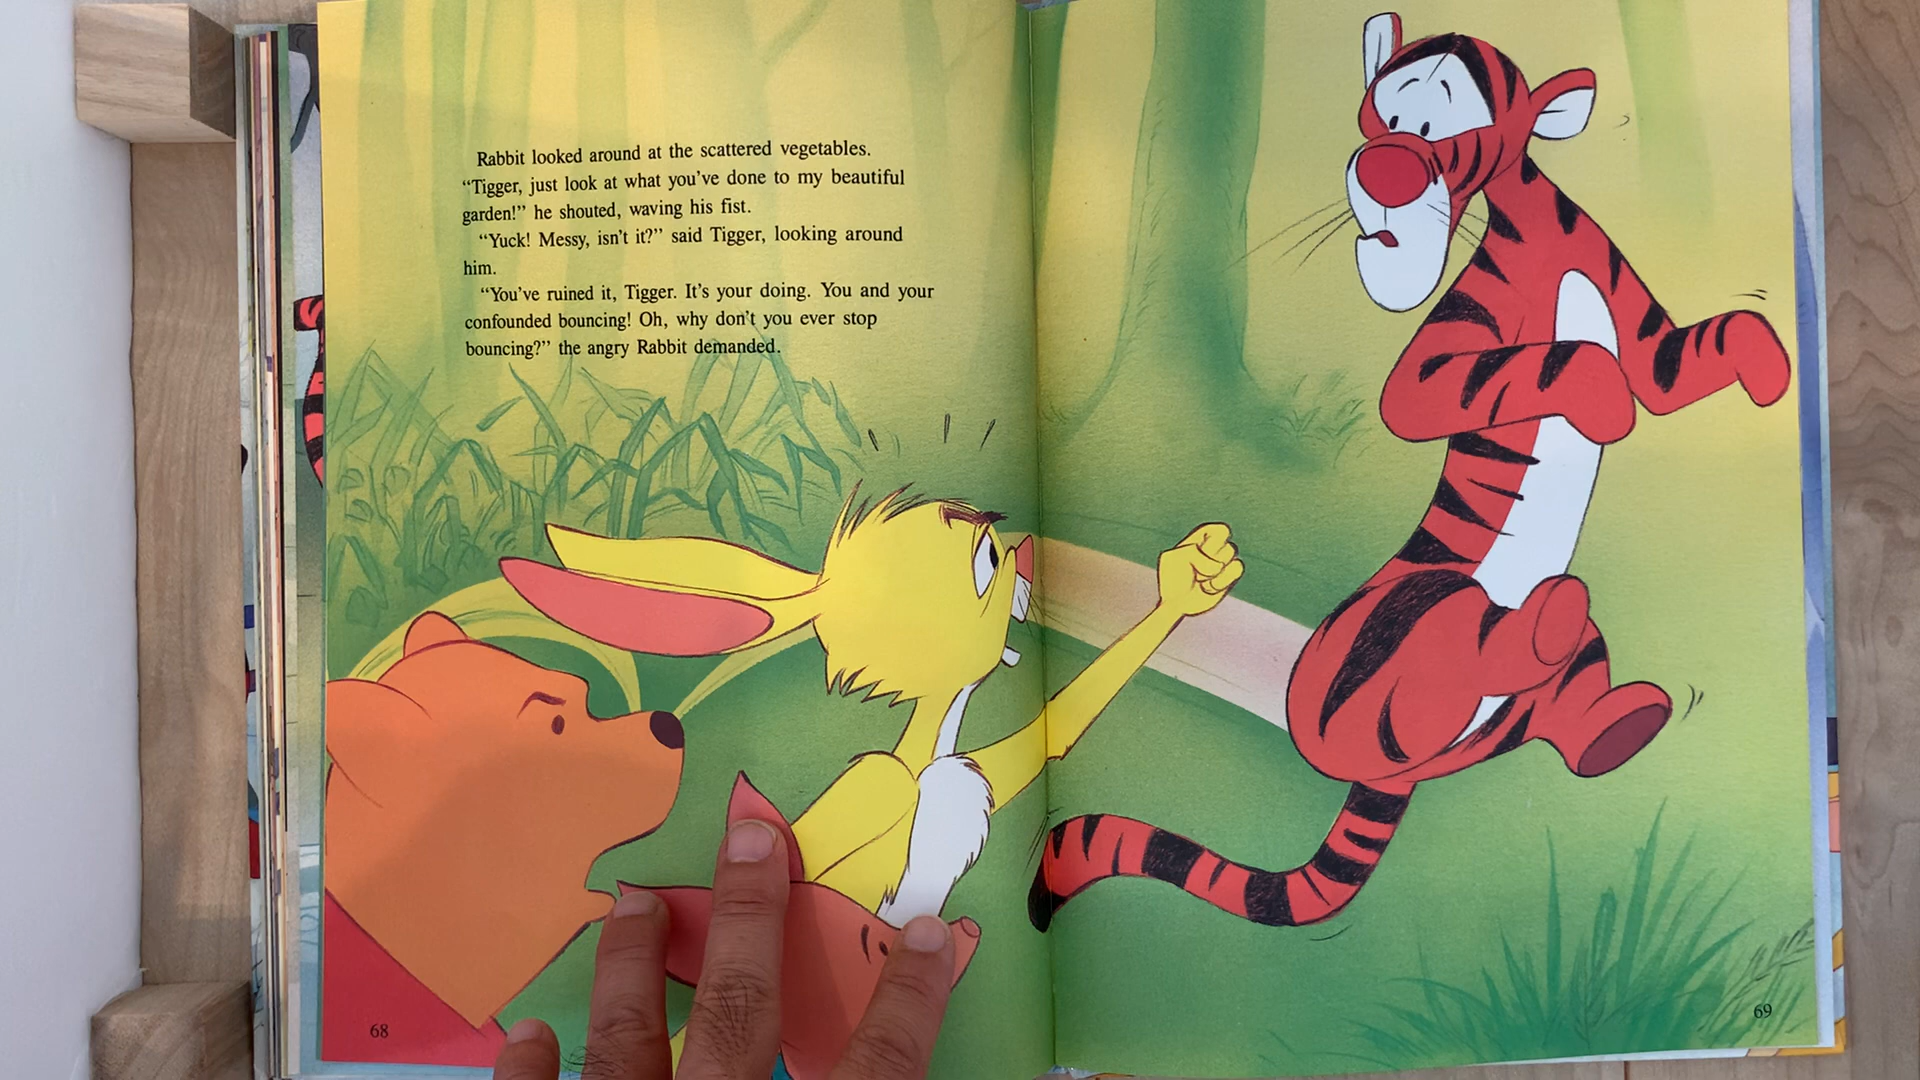 Rabbit looked around at the scattered vegetables.
“Tigger, just look at what you’ve done to my beautiful
garden!” he shouted, waving his fist.
“Yuck! Messy, isn’t it?” said Tigger, looking around
him.
“You’ve ruined it, Tigger. It’s your doing. You and your
confounded bouncing! Oh, why don’t you ever stop
bouncing?” the angry Rabbit demanded.
68
69